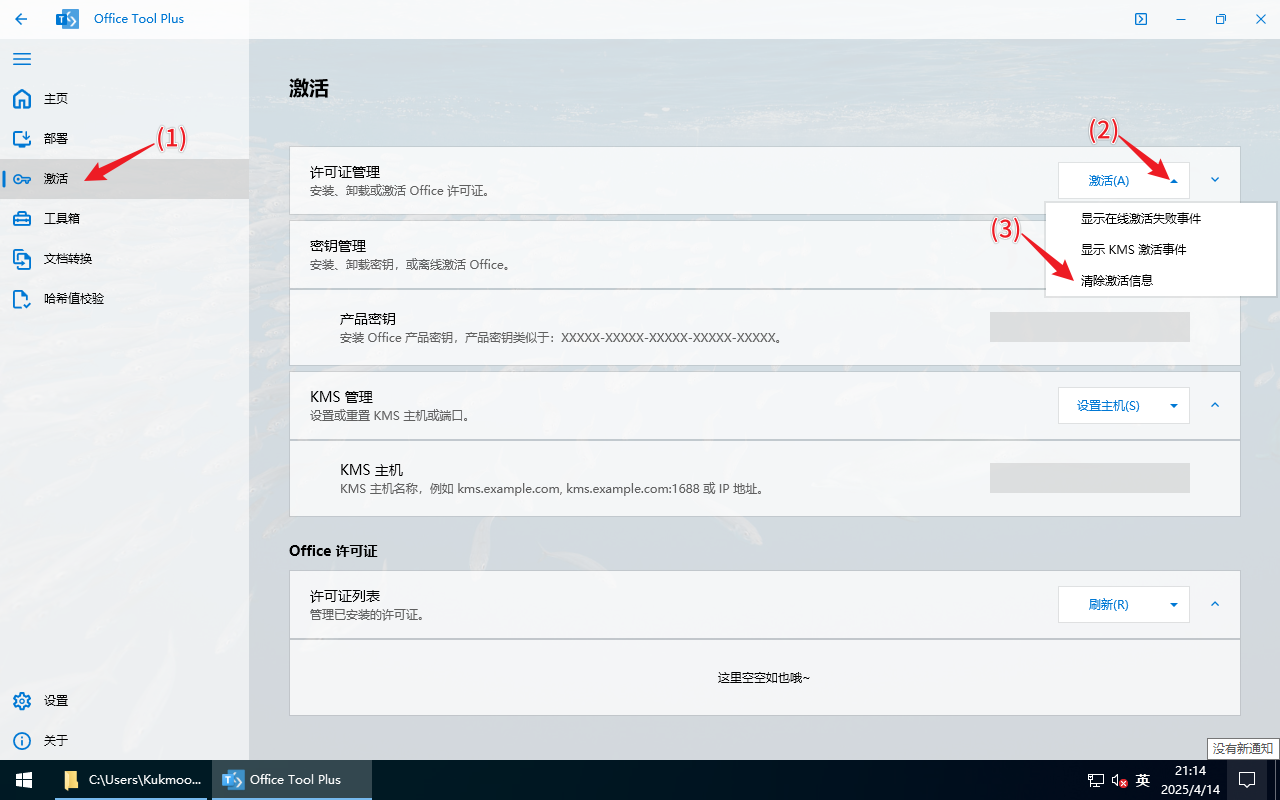 Office Tool Plus
主页
部署
(1)
激活
工具箱
文档转换
哈希值校验
设置
关于
激活
(2)
许可证管理
安装、卸载或激活 Office 许可证。
激活(A)
显示在线激活失败事件
显示 KMS 激活事件
(3)
清除激活信息
密钥管理
安装、卸载密钥，或离线激活 Office。
产品密钥
安装 Office 产品密钥，产品密钥类似于：XXXXX-XXXXX-XXXXX-XXXXX-XXXXX。
KMS 管理
设置或重置 KMS 主机或端口。
设置主机(S)
KMS 主机
KMS 主机名称，例如 kms.example.com, kms.example.com:1688 或 IP 地址。
Office 许可证
许可证列表
管理已安装的许可证。
刷新(R)
这里空空如也哦~
没有新通知
C:\Users\Kukmoo...
Office Tool Plus
英
21:14
2025/4/14